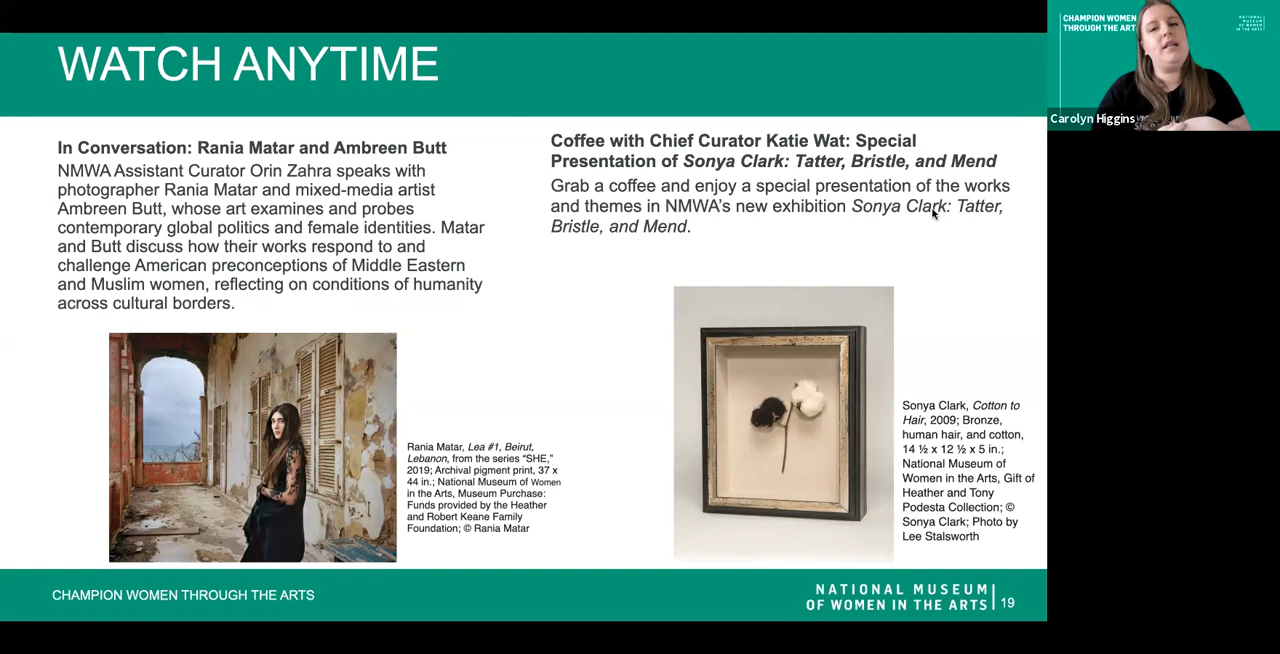 WATCH ANYTIME
In Conversation: Rania Matar and Ambreen Butt
NMWA Assistant Curator Orin Zahra speaks with
photographer Rania Matar and mixed-media artist
Ambreen Butt, whose art examines and probes
contemporary global politics and female identities. Matar
and Butt discuss how their works respond to and
challenge American preconceptions of Middle Eastern
and Muslim women, reflecting on conditions of humanity
across cultural borders.
Rania Matar, Lea #1, Beirut,
Lebanon, from the series "SHE,"
2019; Archival pigment print, 37 x
44 in.; National Museum of Women
in the Arts, Museum Purchase:
Funds provided by the Heather
and Robert Keane Family
Foundation; © Rania Matar
Coffee with Chief Curator Katie Wat: Special
Presentation of Sonya Clark: Tatter, Bristle, and Mend
Grab a coffee and enjoy a special presentation of the works
and themes in NMWA’s new exhibition Sonya Clark: Tatter,
Bristle, and Mend.
Sonya Clark, Cotton to
Hair, 2009; Bronze,
human hair, and cotton,
14 ½ x 12 ½ x 5 in.;
National Museum of
Women in the Arts, Gift of
Heather and Tony
Podesta Collection; ©
Sonya Clark; Photo by
Lee Stalsworth
CHAMPION WOMEN THROUGH THE ARTS
NATIONAL MUSEUM
OF WOMEN IN THE ARTS
19
CHAMPION WOMEN
THROUGH THE ART
NATIONAL
MUSEUM
OF WOMEN
IN THE ARTS
Carolyn Higgins